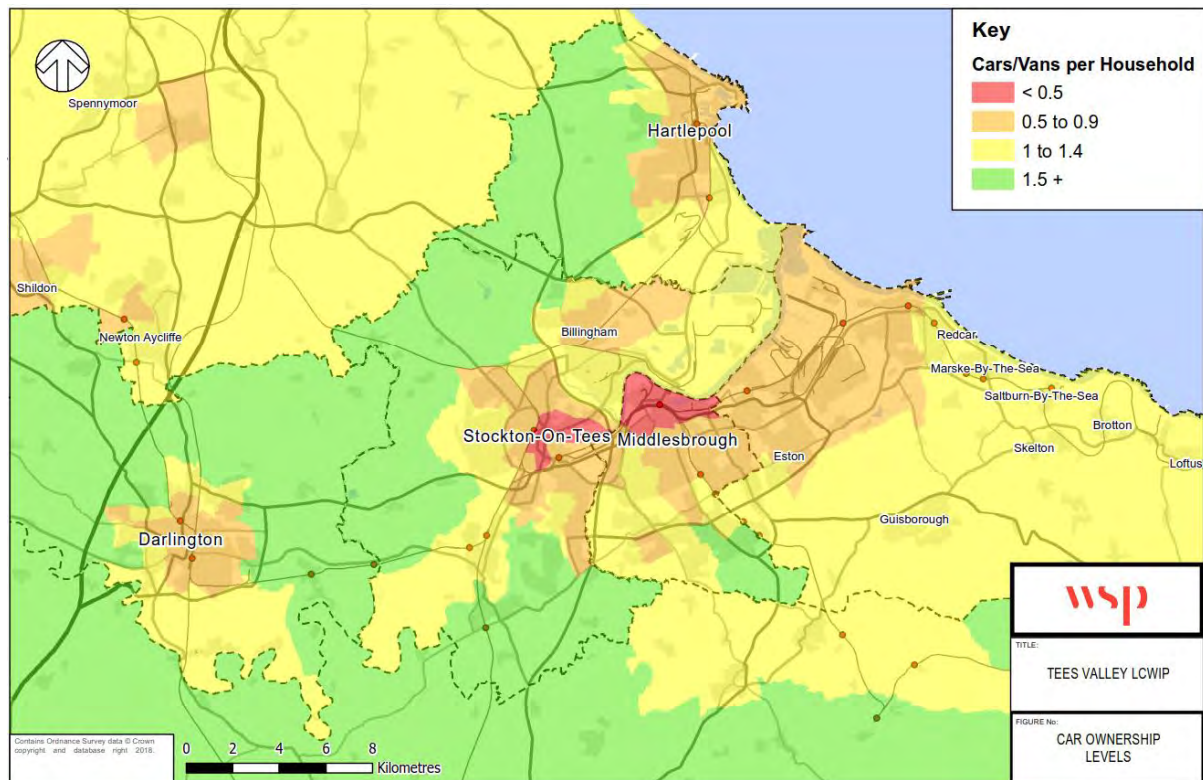 Key
Cars/Vans per Household
< 0.5
0.5 to 0.9
1 to 1.4
1.5 +
Spennymoor
Hartlepool
Shildon
Newton Aycliffe
Billingham
Redcar
Marske-By-The-Sea
Saltburn-By-The-Sea
Brotton
Skelton
Loftus
Stockton-On-Tees
Middlesbrough
Eston
Guisborough
Darlington
wsp
TITLE:
TEES VALLEY LCWIP
FIGURE No:
CAR OWNERSHIP
LEVELS
Contains Ordnance Survey data © Crown
copyright and database right 2018.
0 2 4 6 8
Kilometres